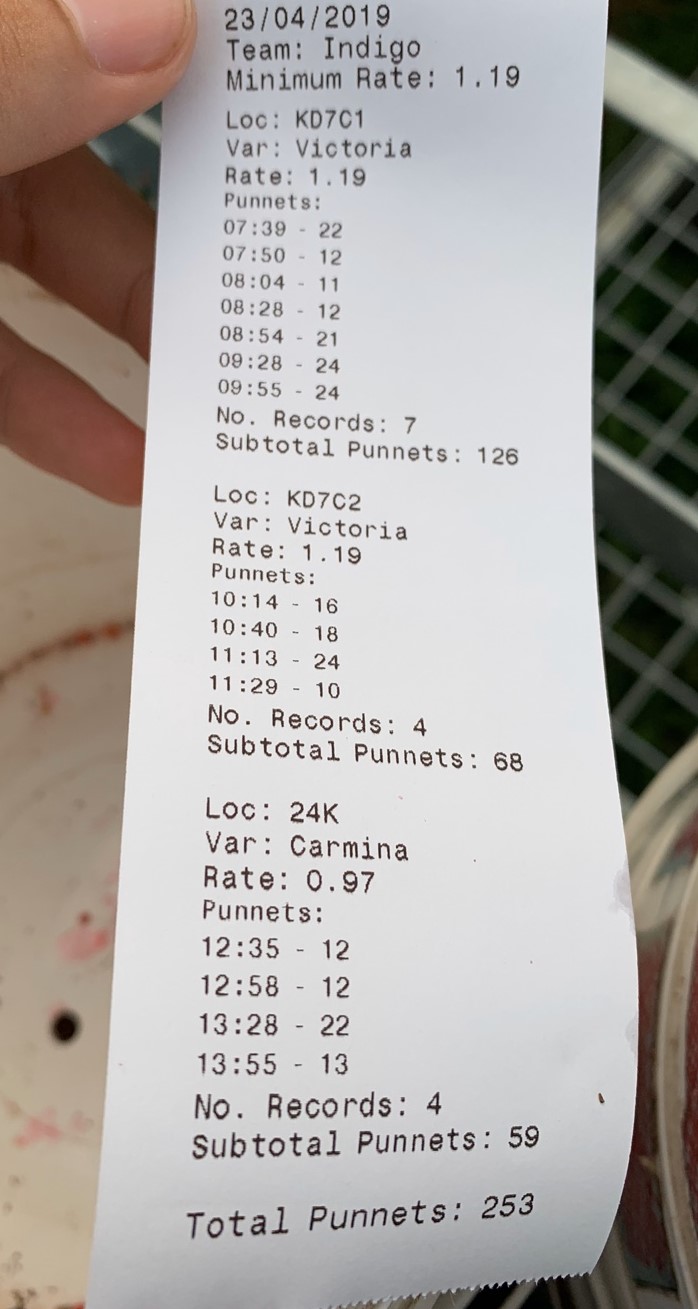 23/04/2019
Team: Indigo
Minimum Rate: 1.19
Loc: KD7C1
Var: Victoria
Rate: 1.19
Punnets:
07:39 - 22
07:50 - 12
08:04 - 11
08:28 - 12
08:54 - 21
09:28 - 24
09:55 - 24
No. Records: 7
Subtotal Punnets: 126
Loc: KD7C2
Var: Victoria
Rate: 1.19
Punnets:
10:14 - 16
10:40 - 18
11:13 - 24
11:29 - 10
No. Records: 4
Subtotal Punnets: 68
Loc: 24K
Var: Carmina
Rate: 0.97
Punnets:
12:35 - 12
12:58 - 12
13:28 - 22
13:55 - 13
No. Records: 4
Subtotal Punnets: 59
Total Punnets: 253